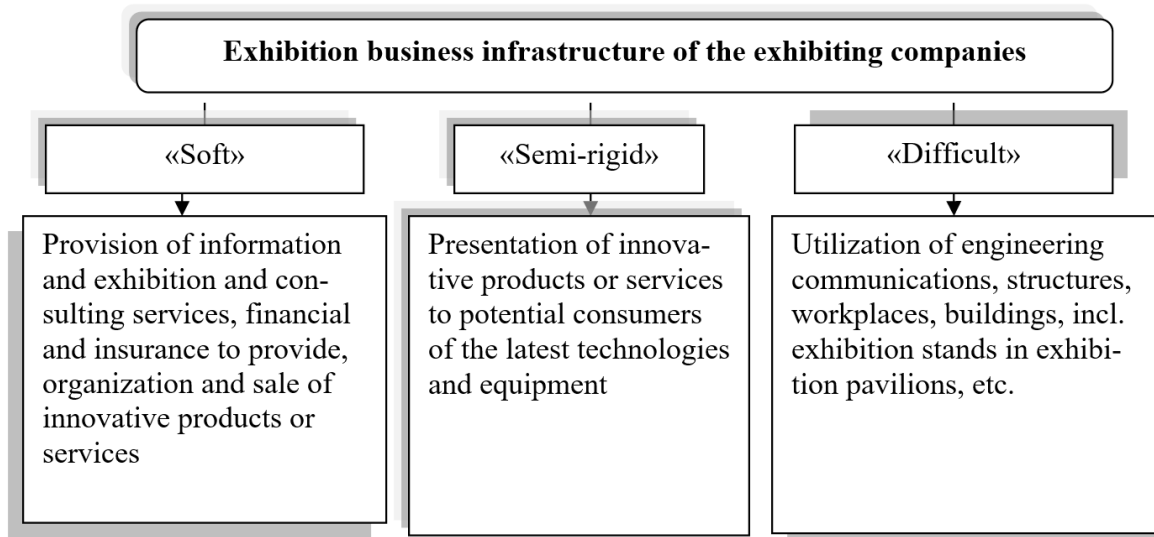 Exhibition business infrastructure of the exhibiting companies
«Soft»
Provision of information
and exhibition and con-
sulting services, financial
and insurance to provide,
organization and sale of
innovative products or
services
«Semi-rigid»
Presentation of innova-
tive products or services
to potential consumers
of the latest technologies
and equipment
«Difficult»
Utilization of engineering
communications, structures,
workplaces, buildings, incl.
exhibition stands in exhibi-
tion pavilions, etc.